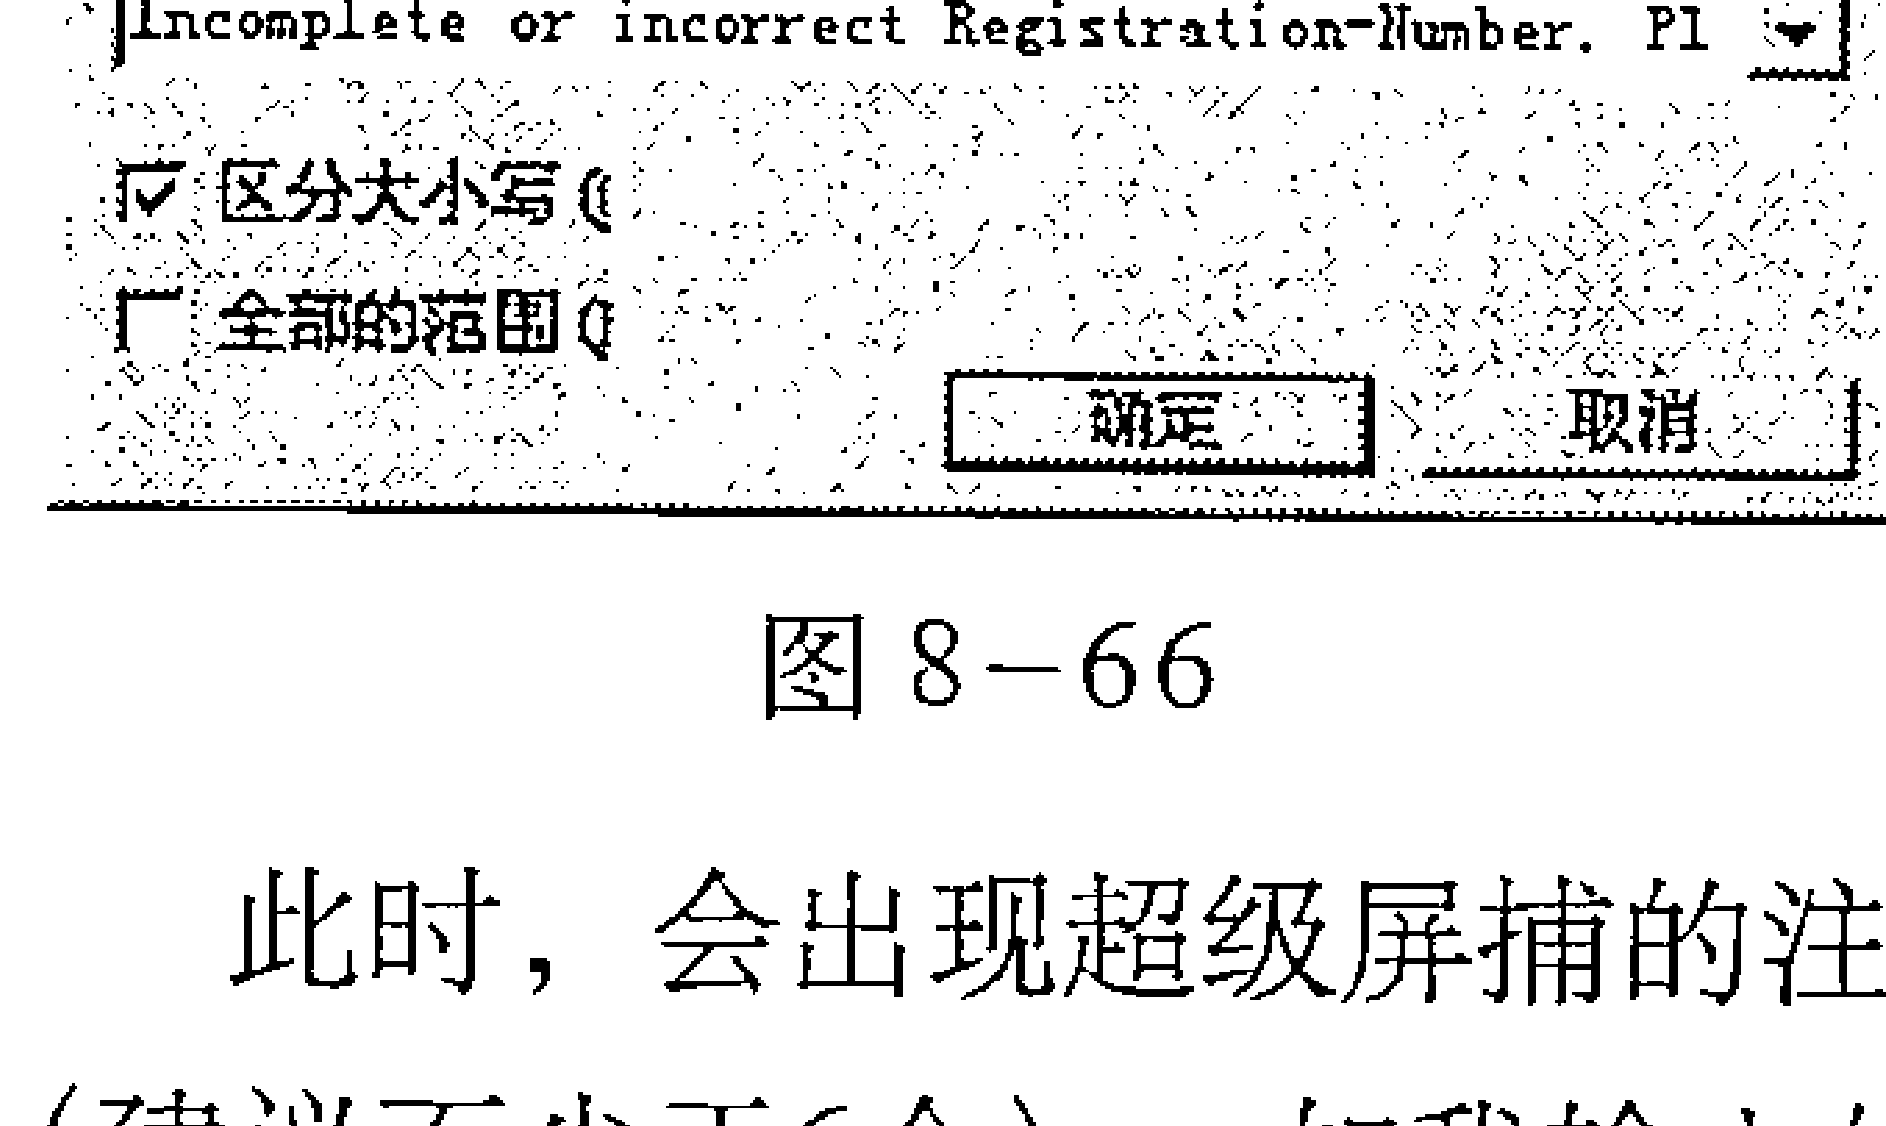 Incomplete or incorrect Registration-Number. Pl
区分大小写(
全部的范围(
确定 取消
图 8-66
此时，会出现超级屏捕的注